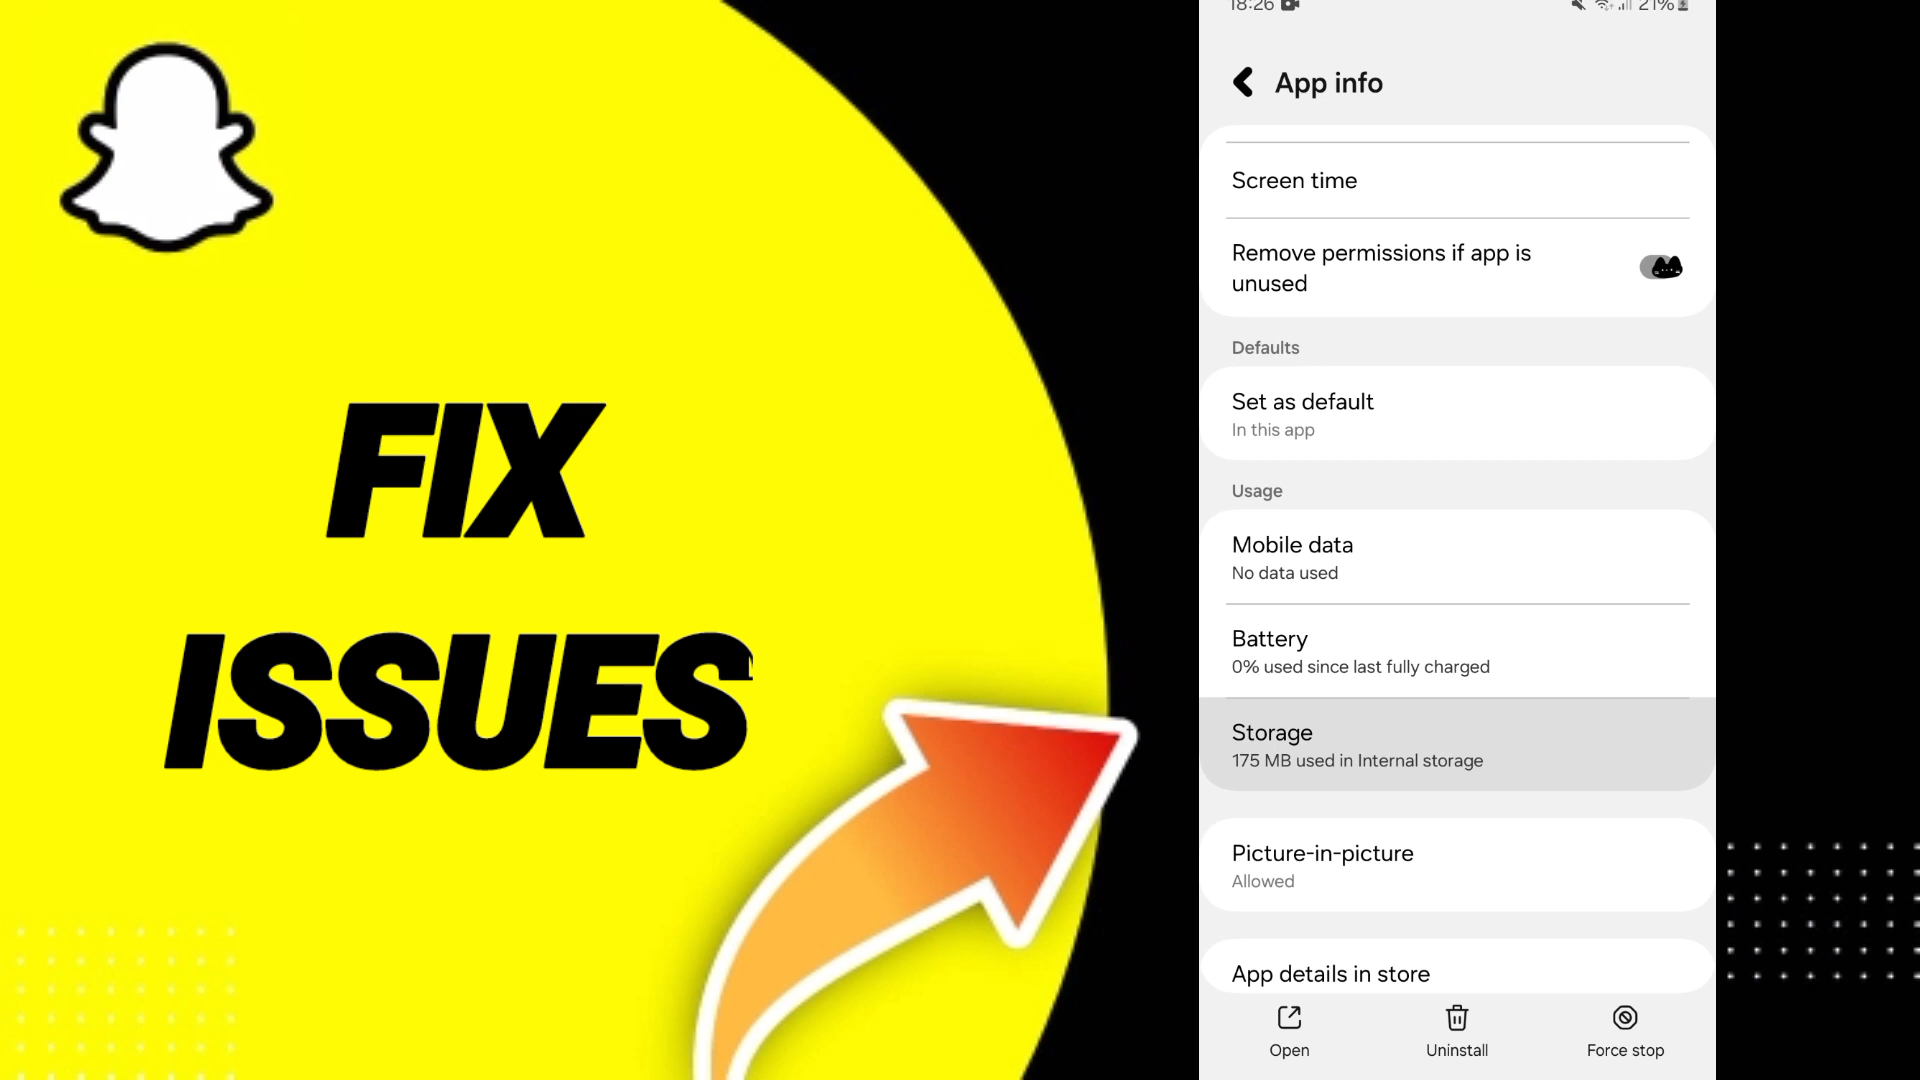 FIX
ISSUES
18:26
21%
App info
Screen time
Remove permissions if app is
unused
Defaults
Set as default
In this app
Usage
Mobile data
No data used
Battery
0% used since last fully charged
Storage
175 MB used in Internal storage
Picture-in-picture
Allowed
App details in store
Open
Uninstall
Force stop